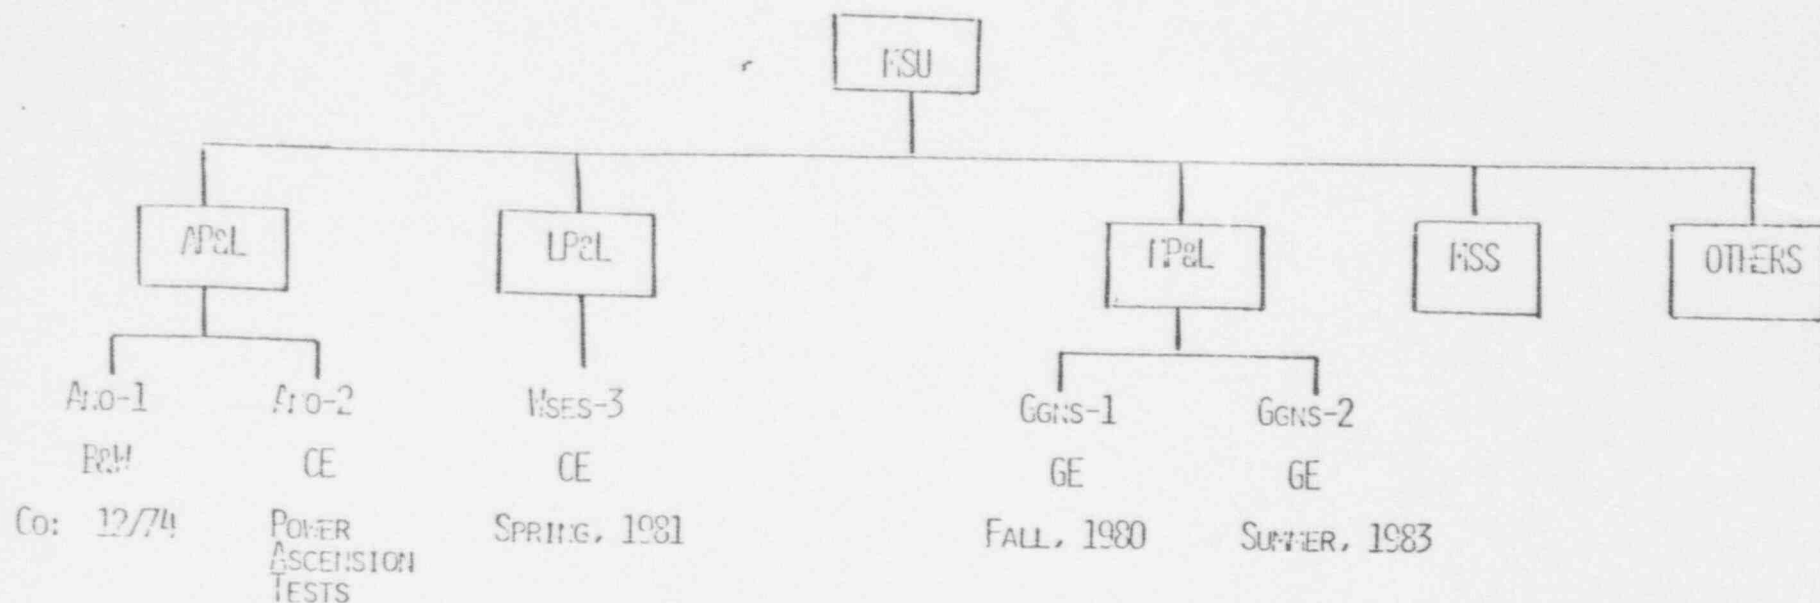 MSU
AP&L LP&L MP&L MSS OTHERS
ANO-1 ANO-2 WSES-3 GGNS-1 GGNS-2
B&W CE CE GE GE
CO: 12/74 POWER ASCENSION TESTS SPRING, 1981 FALL, 1980 SUMMER, 1983